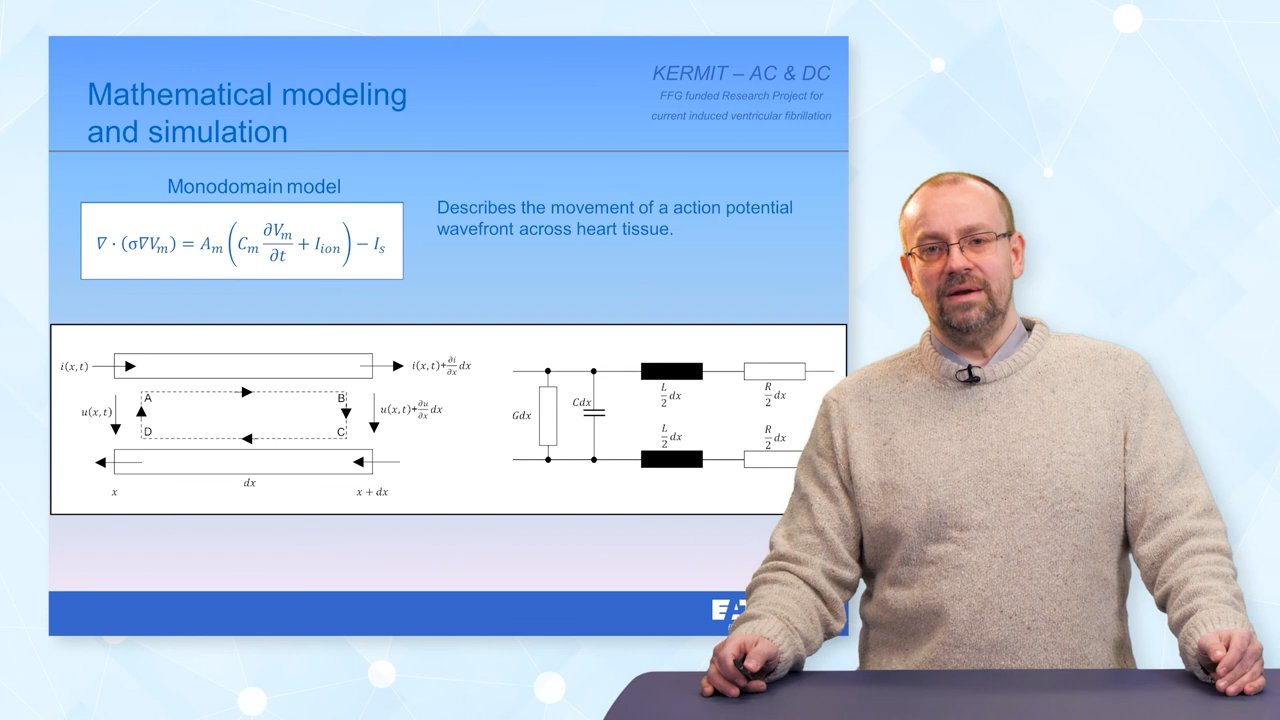 Mathematical modeling
and simulation
KERMIT – AC & DC
FFG funded Research Project for
current induced ventricular fibrillation
Monodomain model
∇ · (σ∇V_m) = A_m (C_m ∂V_m/∂t + I_ion) − I_s
Describes the movement of a action potential
wavefront across heart tissue.
i(x,t)
i(x,t)+∂i/∂x dx
A
B
u(x,t)
u(x,t)+∂u/∂x dx
D
C
dx
x
x + dx
Gdx
Cdx
L/2 dx
R/2 dx
L/2 dx
R/2 dx